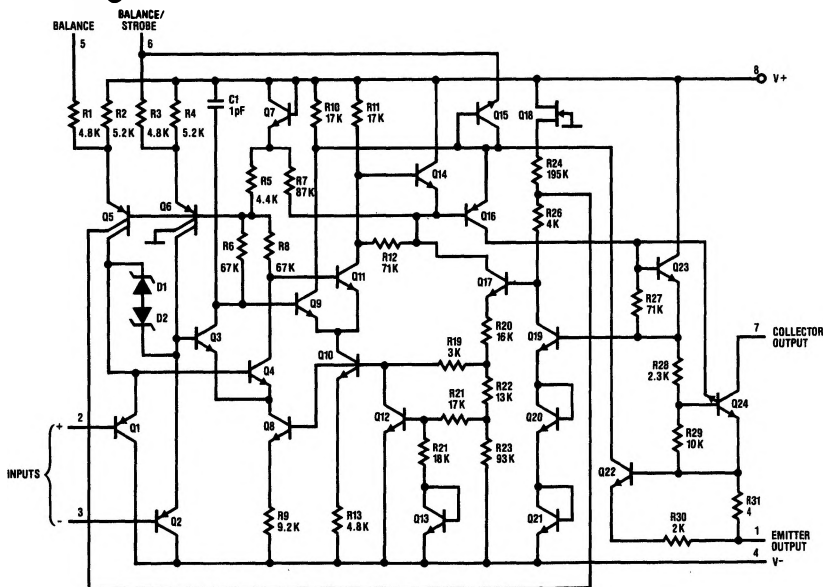 BALANCE
5
BALANCE/
STROBE
6
8
V+
R1
4.8K
R2
5.2K
R3
4.8K
R4
5.2K
C1
1pF
Q7
R10
17K
R11
17K
Q15
Q18
R5
4.4K
R7
87K
Q14
R24
195K
Q5
Q6
Q16
R26
4K
R6
67K
R8
67K
R12
71K
Q11
Q17
Q23
R27
71K
D1
D2
Q9
Q3
R20
16K
Q19
COLLECTOR
OUTPUT
7
Q10
R19
3K
R28
2.3K
Q4
R22
13K
Q24
Q12
R21
17K
Q20
R29
10K
2
+
Q1
Q8
R21
18K
R23
93K
Q22
INPUTS
3
-
Q2
R9
9.2K
R13
4.8K
Q13
Q21
R31
4
R30
2K
1
EMITTER
OUTPUT
4
V-